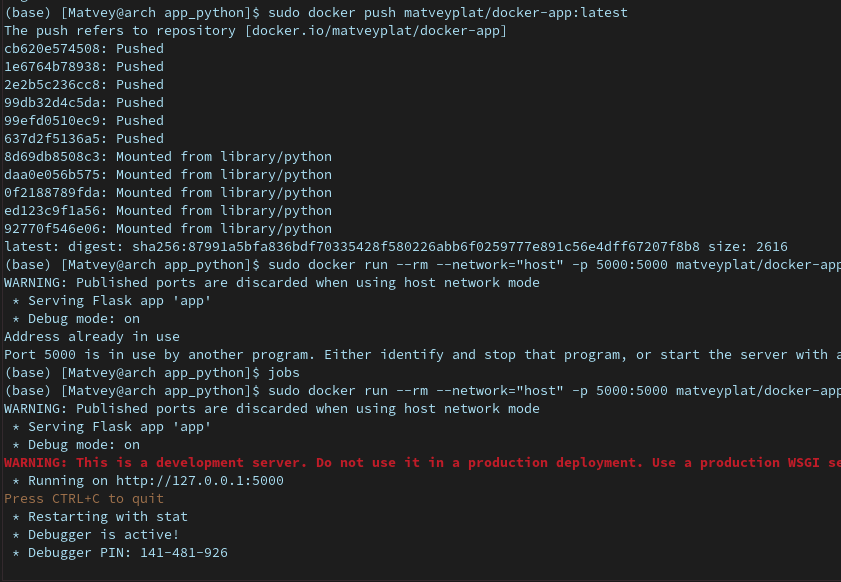 (base) [Matvey@arch app_python]$ sudo docker push matveyplat/docker-app:latest
The push refers to repository [docker.io/matveyplat/docker-app]
cb620e574508: Pushed
1e6764b78938: Pushed
2e2b5c236cc8: Pushed
99db32d4c5da: Pushed
99efd0510ec9: Pushed
637d2f5136a5: Pushed
8d69db8508c3: Mounted from library/python
daa0e056b575: Mounted from library/python
0f2188789fda: Mounted from library/python
ed123c9f1a56: Mounted from library/python
92770f546e06: Mounted from library/python
latest: digest: sha256:87991a5bfa836bdf70335428f580226abb6f0259777e891c56e4dff67207f8b8 size: 2616
(base) [Matvey@arch app_python]$ sudo docker run --rm --network="host" -p 5000:5000 matveyplat/docker-app
WARNING: Published ports are discarded when using host network mode
* Serving Flask app 'app'
* Debug mode: on
Address already in use
Port 5000 is in use by another program. Either identify and stop that program, or start the server with a
(base) [Matvey@arch app_python]$ jobs
(base) [Matvey@arch app_python]$ sudo docker run --rm --network="host" -p 5000:5000 matveyplat/docker-app
WARNING: Published ports are discarded when using host network mode
* Serving Flask app 'app'
* Debug mode: on
WARNING: This is a development server. Do not use it in a production deployment. Use a production WSGI se
* Running on http://127.0.0.1:5000
Press CTRL+C to quit
* Restarting with stat
* Debugger is active!
* Debugger PIN: 141-481-926